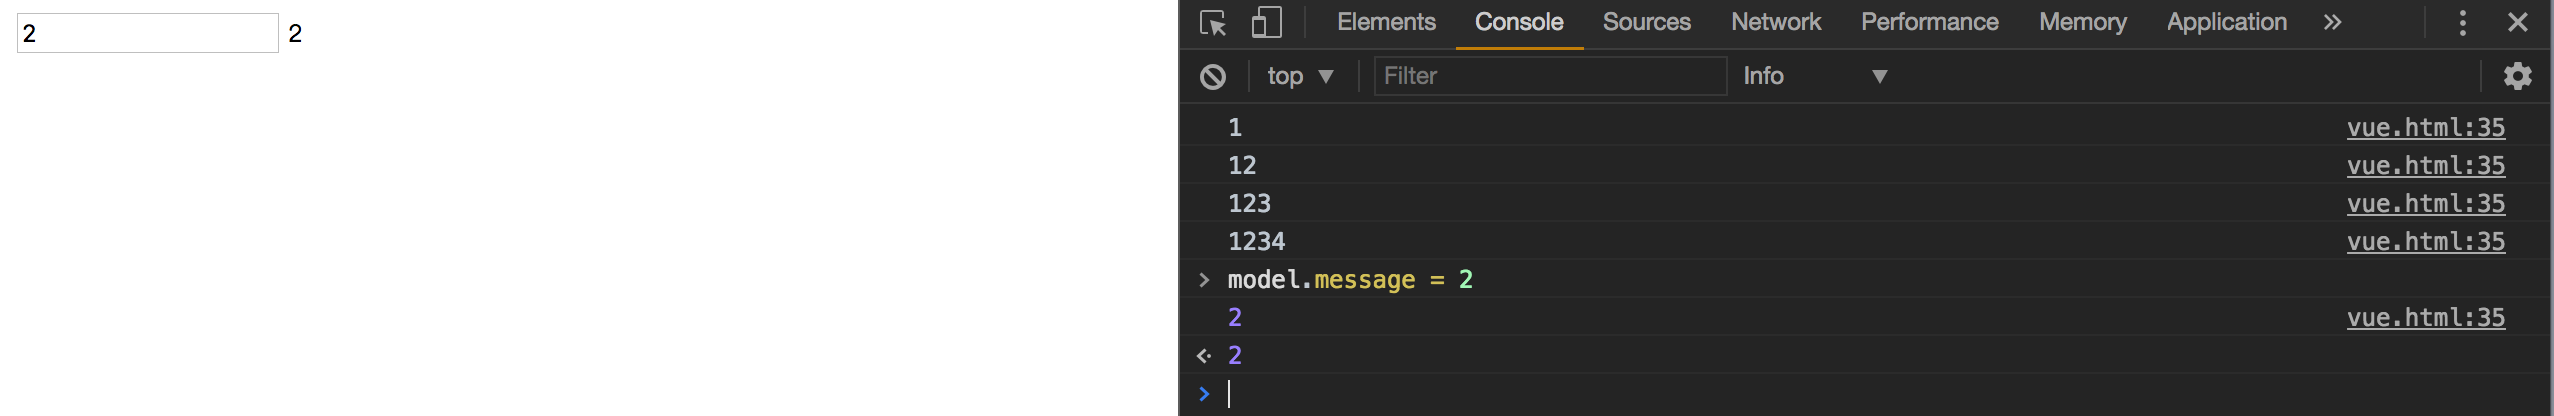 2 2
Elements Console Sources Network Performance Memory Application
top Filter Info
1 vue.html:35
12 vue.html:35
123 vue.html:35
1234 vue.html:35
model.message = 2
2 vue.html:35
2